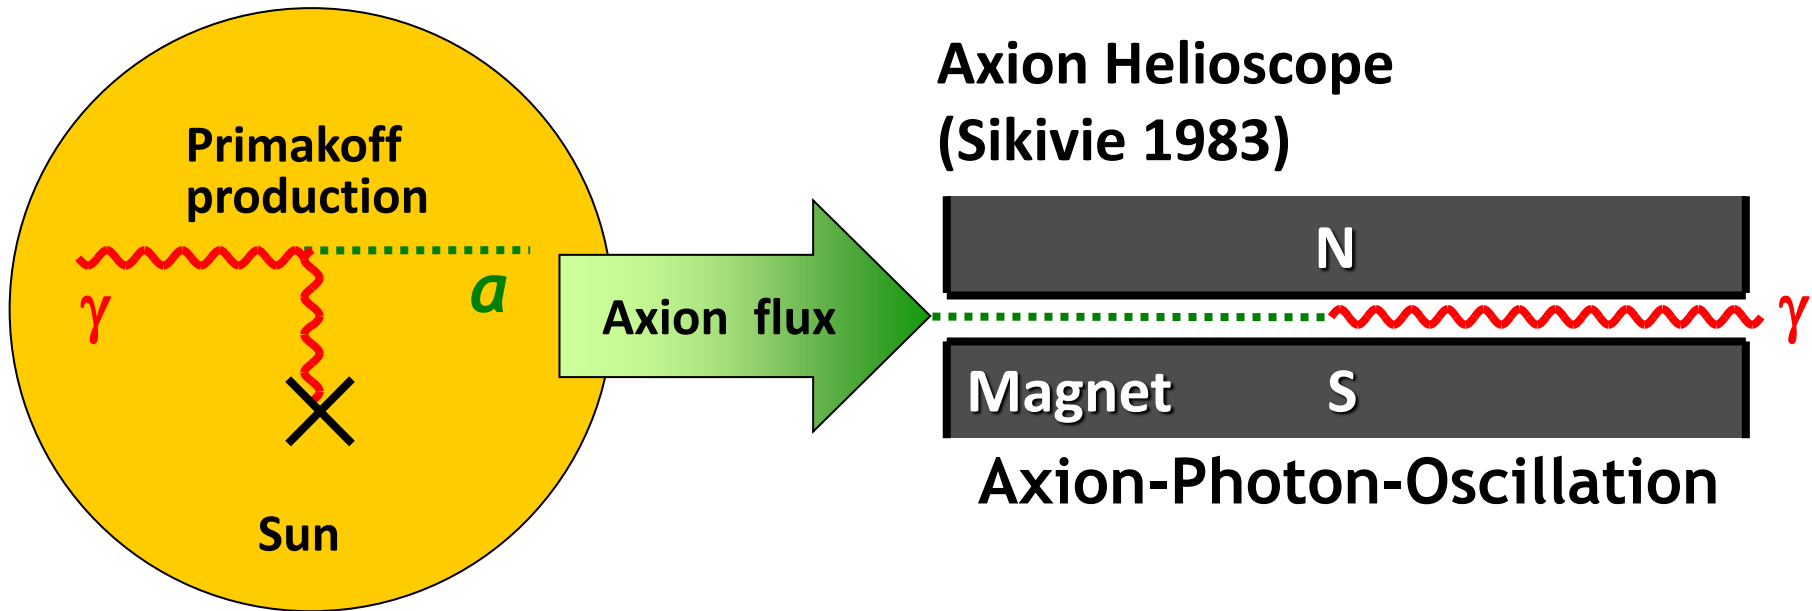 Primakoff
production
γ
a
Sun
Axion flux
Axion Helioscope
(Sikivie 1983)
N
γ
Magnet S
Axion-Photon-Oscillation